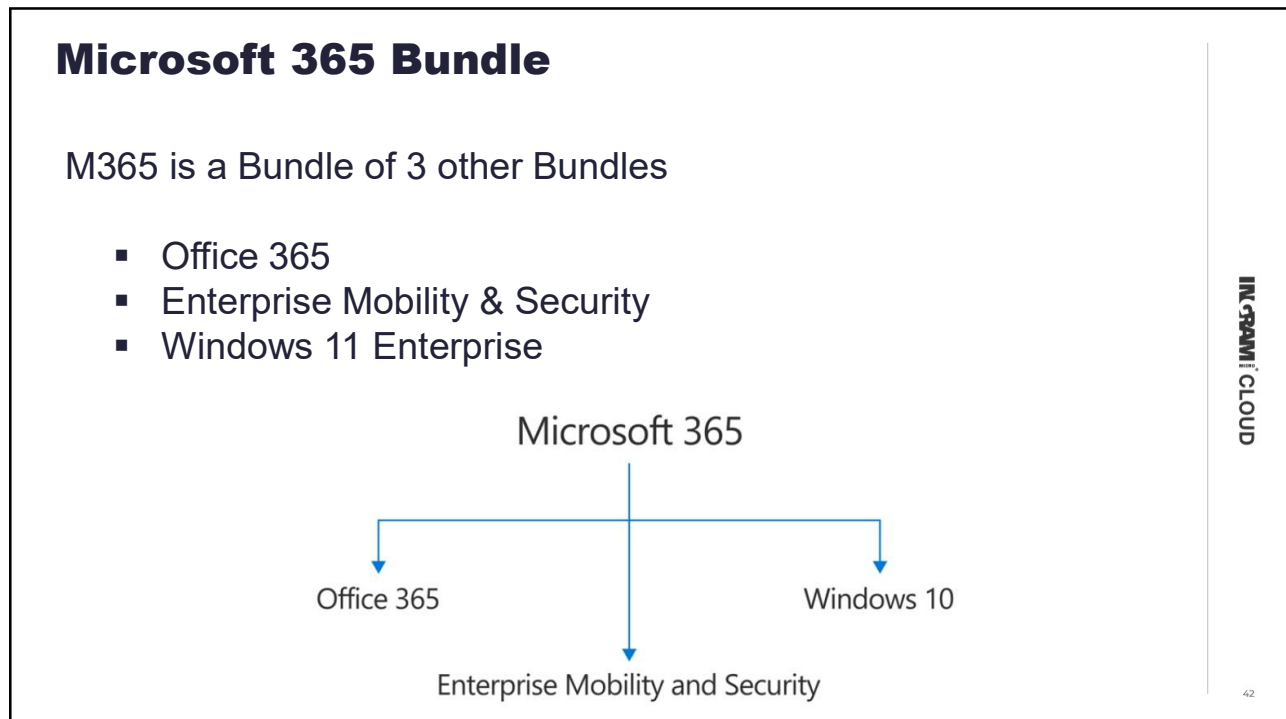 Microsoft 365 Bundle
M365 is a Bundle of 3 other Bundles
▪ Office 365
▪ Enterprise Mobility & Security
▪ Windows 11 Enterprise
Microsoft 365
Office 365
Windows 10
Enterprise Mobility and Security
INGRAM MICRO CLOUD
42